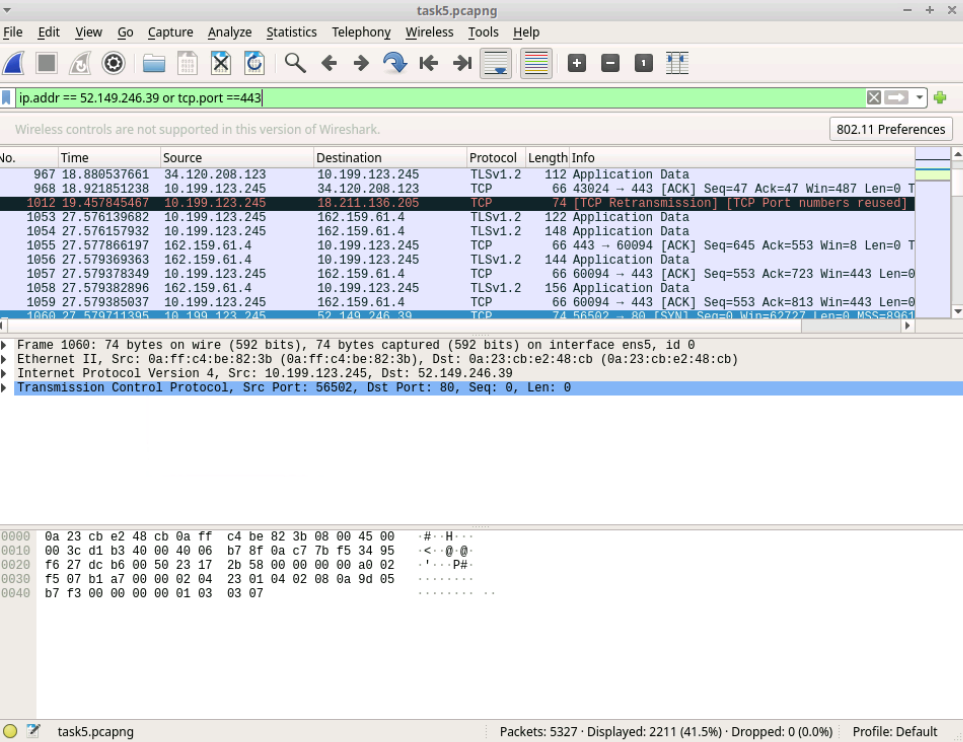 task5.pcapng
File Edit View Go Capture Analyze Statistics Telephony Wireless Tools Help
ip.addr == 52.149.246.39 or tcp.port ==443
Wireless controls are not supported in this version of Wireshark. 802.11 Preferences
No. Time Source Destination Protocol Length Info
967 18.880537661 34.120.208.123 10.199.123.245 TLSv1.2 112 Application Data
968 18.921851238 10.199.123.245 34.120.208.123 TCP 66 43024 → 443 [ACK] Seq=47 Ack=47 Win=487 Len=0 T
1012 19.457845467 10.199.123.245 18.211.136.205 TCP 74 [TCP Retransmission] [TCP Port numbers reused]
1053 27.576139682 10.199.123.245 162.159.61.4 TLSv1.2 122 Application Data
1054 27.576157932 10.199.123.245 162.159.61.4 TLSv1.2 148 Application Data
1055 27.577866197 162.159.61.4 10.199.123.245 TCP 66 443 → 60094 [ACK] Seq=645 Ack=553 Win=8 Len=0 T
1056 27.579369363 162.159.61.4 10.199.123.245 TLSv1.2 144 Application Data
1057 27.579378349 10.199.123.245 162.159.61.4 TCP 66 60094 → 443 [ACK] Seq=553 Ack=723 Win=443 Len=0
1058 27.579382896 162.159.61.4 10.199.123.245 TLSv1.2 156 Application Data
1059 27.579385037 10.199.123.245 162.159.61.4 TCP 66 60094 → 443 [ACK] Seq=553 Ack=813 Win=443 Len=0
1060 27.579711395 10.199.123.245 52.149.246.39 TCP 74 56502 → 80 [SYN] Seq=0 Win=62727 Len=0 MSS=8961
Frame 1060: 74 bytes on wire (592 bits), 74 bytes captured (592 bits) on interface ens5, id 0
Ethernet II, Src: 0a:ff:c4:be:82:3b (0a:ff:c4:be:82:3b), Dst: 0a:23:cb:e2:48:cb (0a:23:cb:e2:48:cb)
Internet Protocol Version 4, Src: 10.199.123.245, Dst: 52.149.246.39
Transmission Control Protocol, Src Port: 56502, Dst Port: 80, Seq: 0, Len: 0
0000 0a 23 cb e2 48 cb 0a ff c4 be 82 3b 08 00 45 00 ·#··H···
0010 00 3c d1 b3 40 00 40 06 b7 8f 0a c7 7b f5 34 95 ·<··@·@·
0020 f6 27 dc b6 00 50 23 17 2b 58 00 00 00 00 a0 02 ·'···P#·
0030 f5 07 b1 a7 00 00 02 04 23 01 04 02 08 0a 9d 05 ········
0040 b7 f3 00 00 00 00 01 03 03 07 ········ ··
task5.pcapng Packets: 5327 · Displayed: 2211 (41.5%) · Dropped: 0 (0.0%) Profile: Default